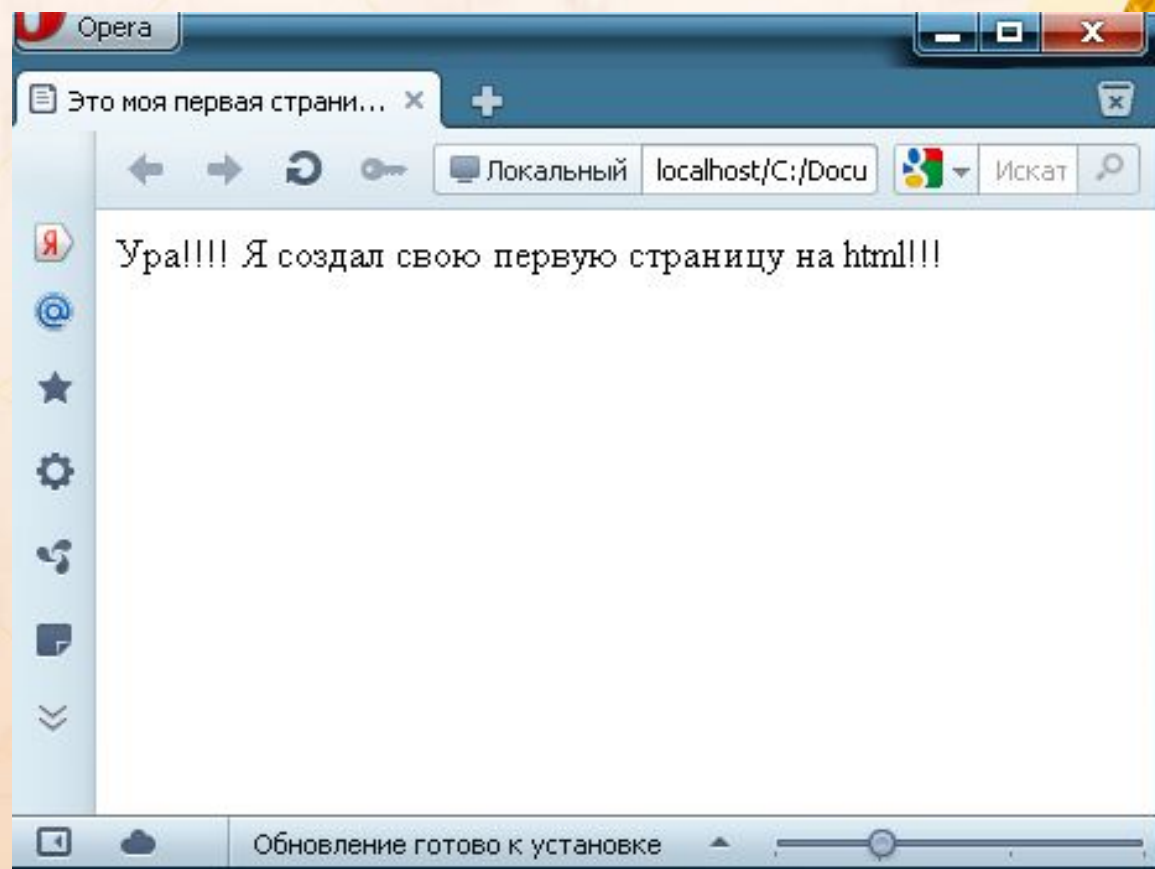 Opera
Это моя первая страни...
Локальный localhost/C:/Docu Искат
Я
Ура!!!! Я создал свою первую страницу на html!!!
@
Обновление готово к установке